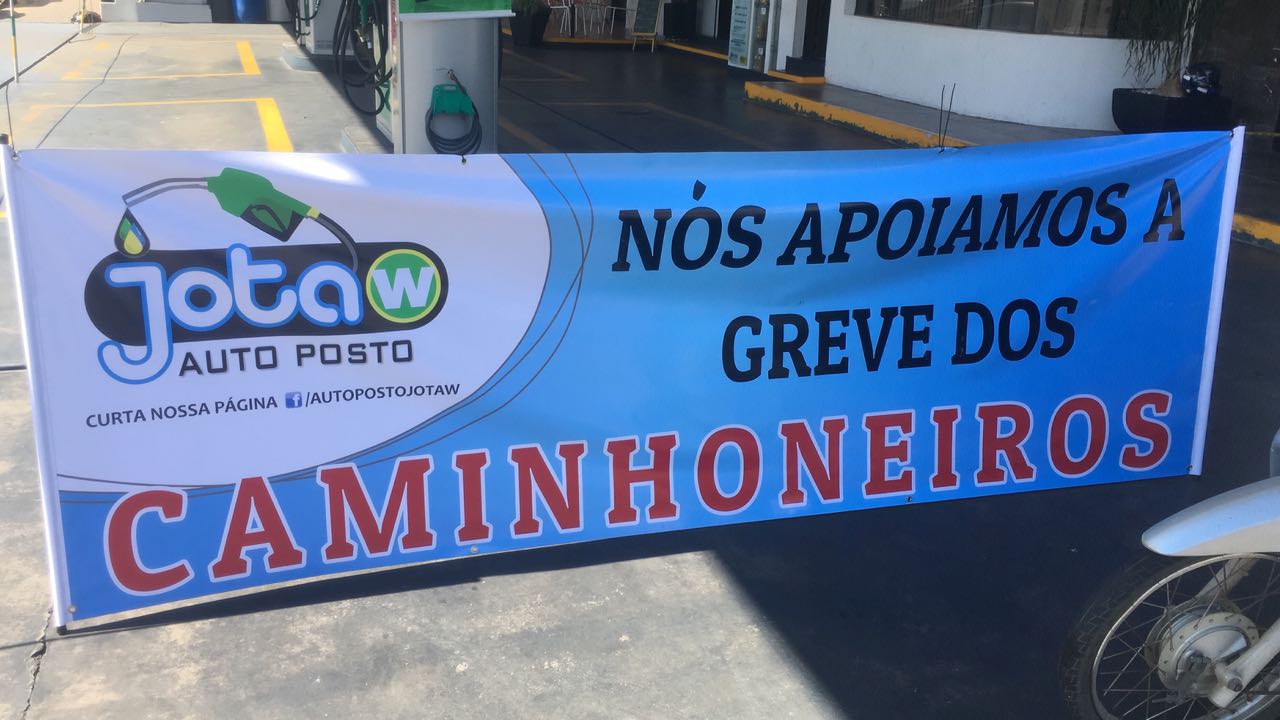 Jota W
AUTO POSTO
CURTA NOSSA PÁGINA f/AUTOPOSTOJOTAW
NÓS APOIAMOS A
GREVE DOS
CAMINHONEIROS